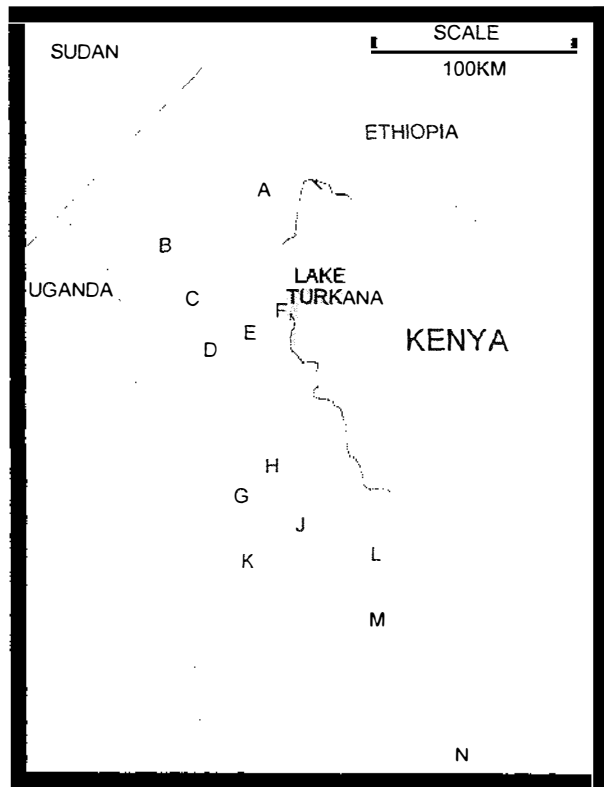 SCALE
100KM
SUDAN
ETHIOPIA
A
B
UGANDA
LAKE
TURKANA
C
F
E
D
KENYA
H
G
J
K
L
M
N